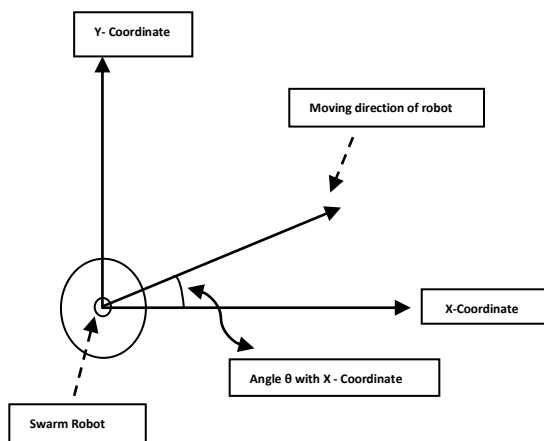 Y- Coordinate
Moving direction of robot
X-Coordinate
Angle θ with X - Coordinate
Swarm Robot